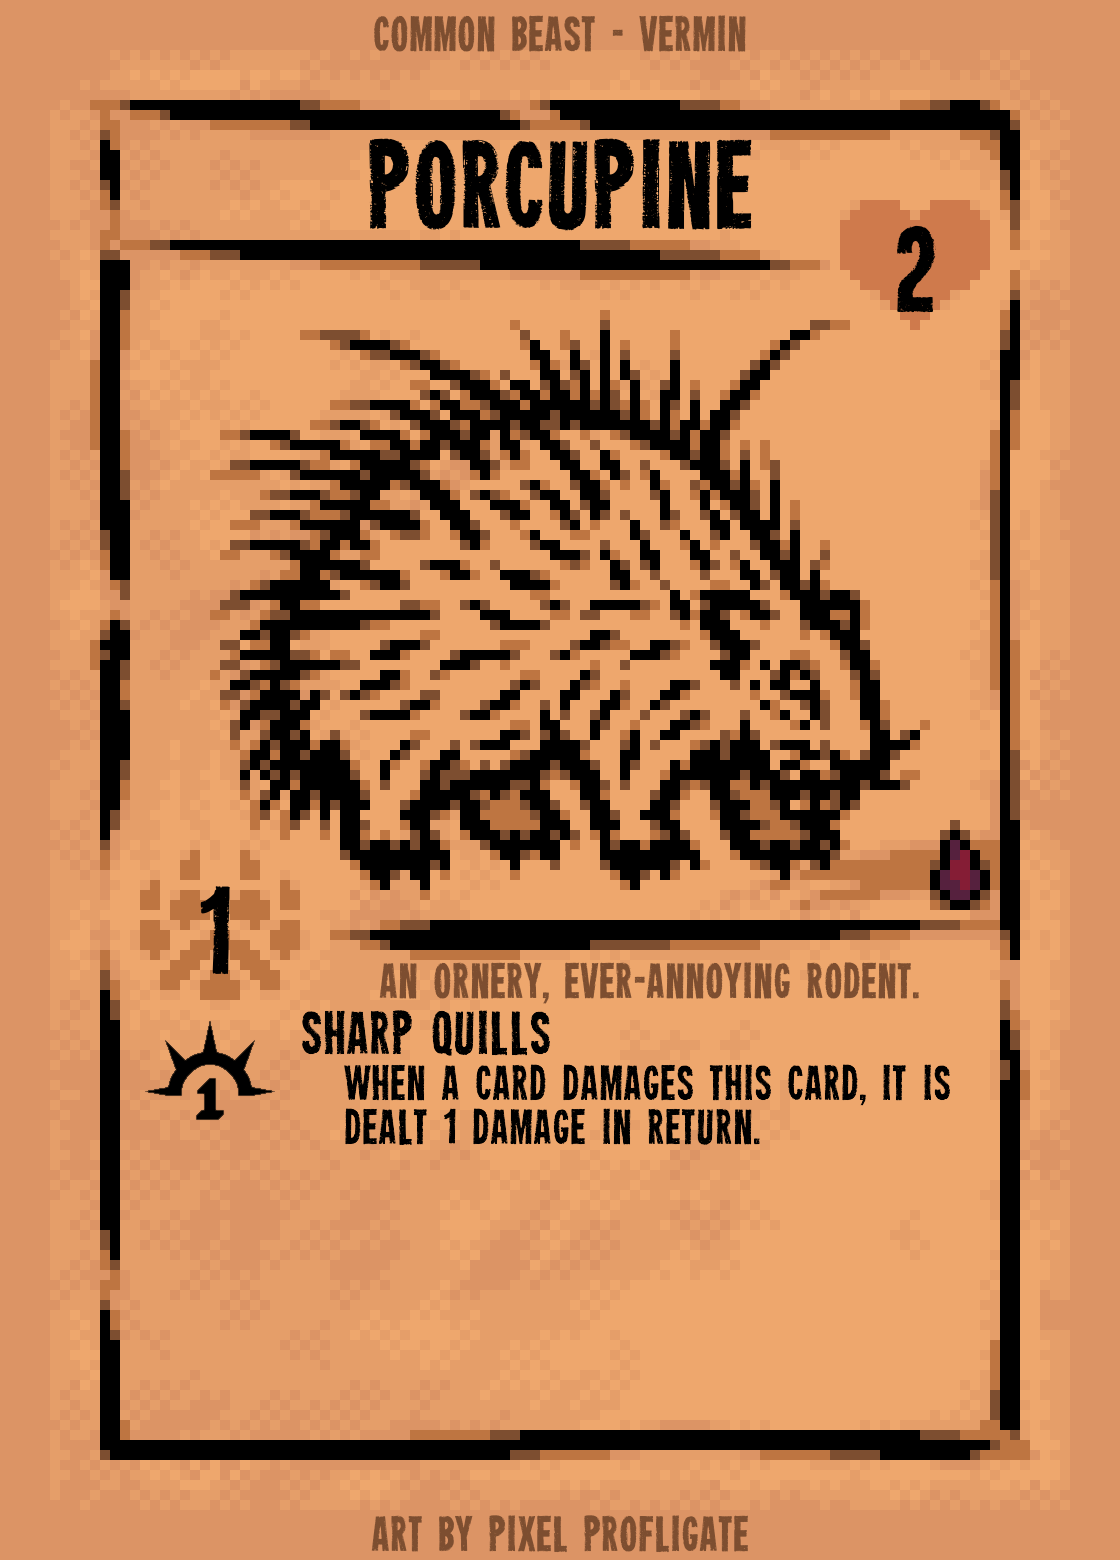 COMMON BEAST - VERMIN
PORCUPINE
2
1
AN ORNERY, EVER-ANNOYING RODENT.
SHARP QUILLS
1
WHEN A CARD DAMAGES THIS CARD, IT IS
DEALT 1 DAMAGE IN RETURN.
ART BY PIXEL PROFLIGATE